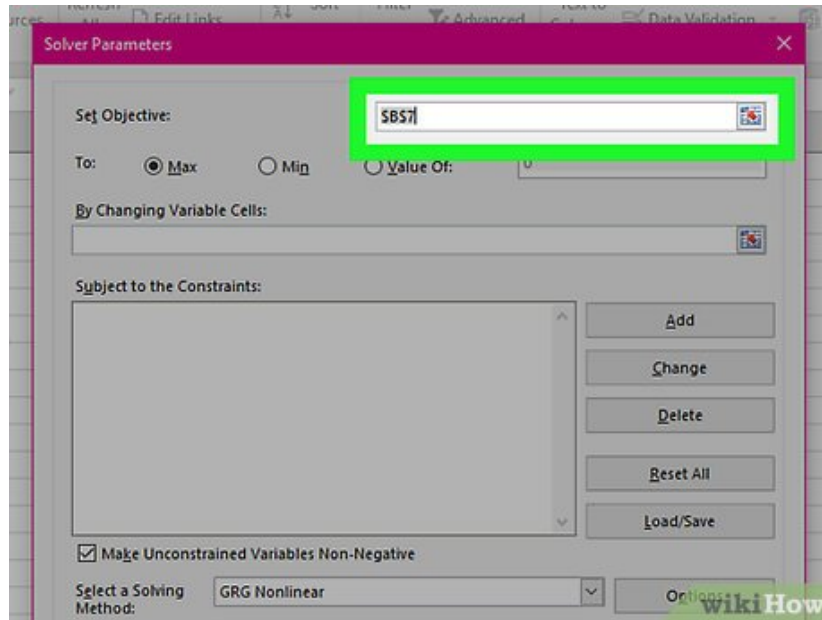 Edit Links
Advanced
Data Validation
Solver Parameters
Set Objective:
$B$7
To:
Max
Min
Value Of:
0
By Changing Variable Cells:
Subject to the Constraints:
Add
Change
Delete
Reset All
Load/Save
Make Unconstrained Variables Non-Negative
Select a Solving
Method:
GRG Nonlinear
Options
wikiHow